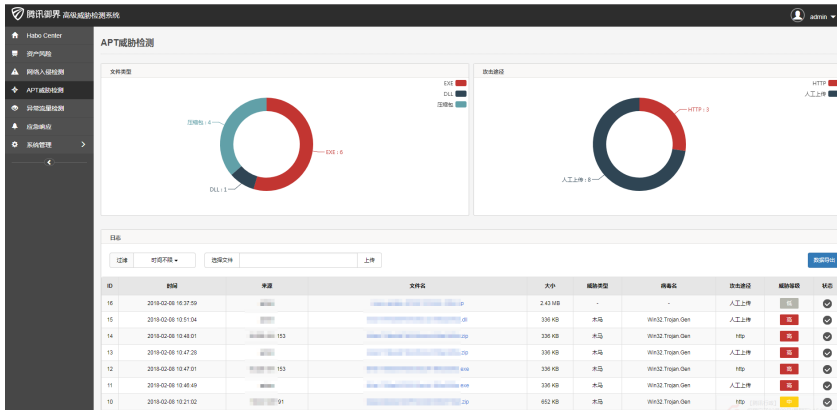 腾讯御界 高级威胁检测系统
admin
Habo Center
资产风险
网络入侵检测
APT威胁检测
异常流量检测
应急响应
系统管理
APT威胁检测
文件类型
EXE
DLL
压缩包
压缩包：4
EXE：6
DLL：1
攻击途径
HTTP
人工上传
HTTP：3
人工上传：8
日志
过滤 时间不限 选择文件 上传 数据导出
ID 时间 来源 文件名 大小 威胁类型 病毒名 攻击途径 威胁等级 状态
16 2018-02-08 16:37:59 2.43 MB - - 人工上传 低
15 2018-02-08 10:51:04 336 KB 木马 Win32.Trojan.Gen 人工上传 高
14 2018-02-08 10:48:01 153 .zip 336 KB 木马 Win32.Trojan.Gen http 高
13 2018-02-08 10:47:28 .zip 336 KB 木马 Win32.Trojan.Gen 人工上传 高
12 2018-02-08 10:47:01 153 .exe 336 KB 木马 Win32.Trojan.Gen http 高
11 2018-02-08 10:46:49 .exe 336 KB 木马 Win32.Trojan.Gen 人工上传 高
10 2018-02-08 10:21:02 91 .zip 652 KB 木马 Win32.Trojan.Gen http 中